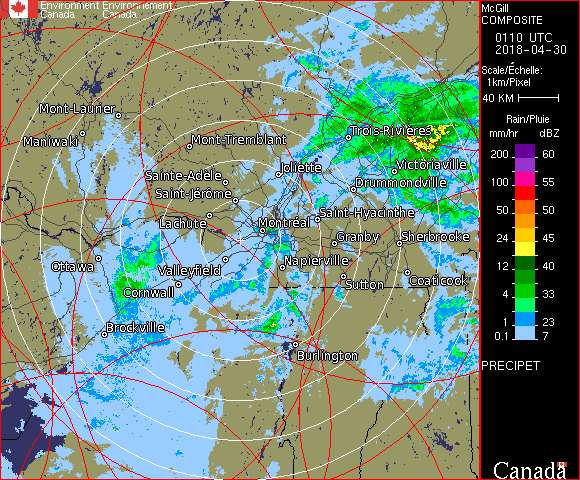 Environment Environnement
Canada Canada
McGill
COMPOSITE
0110 UTC
2018-04-30
Scale/Échelle:
1km/Pixel
40 KM
Rain/Pluie
mm/hr dBZ
200 60
100 55
50 50
24 45
12 40
4 33
1 23
0.1 7
PRECIPET
Canada
Mont-Laurier
Maniwaki
Mont-Tremblant
Trois-Rivières
Victoriaville
Joliette
Sainte-Adèle
Drummondville
Saint-Jérôme
Saint-Hyacinthe
Lachute
Montréal
Granby
Sherbrooke
Ottawa
Valleyfield
Napierville
Sutton
Coaticook
Cornwall
Brockville
Burlington